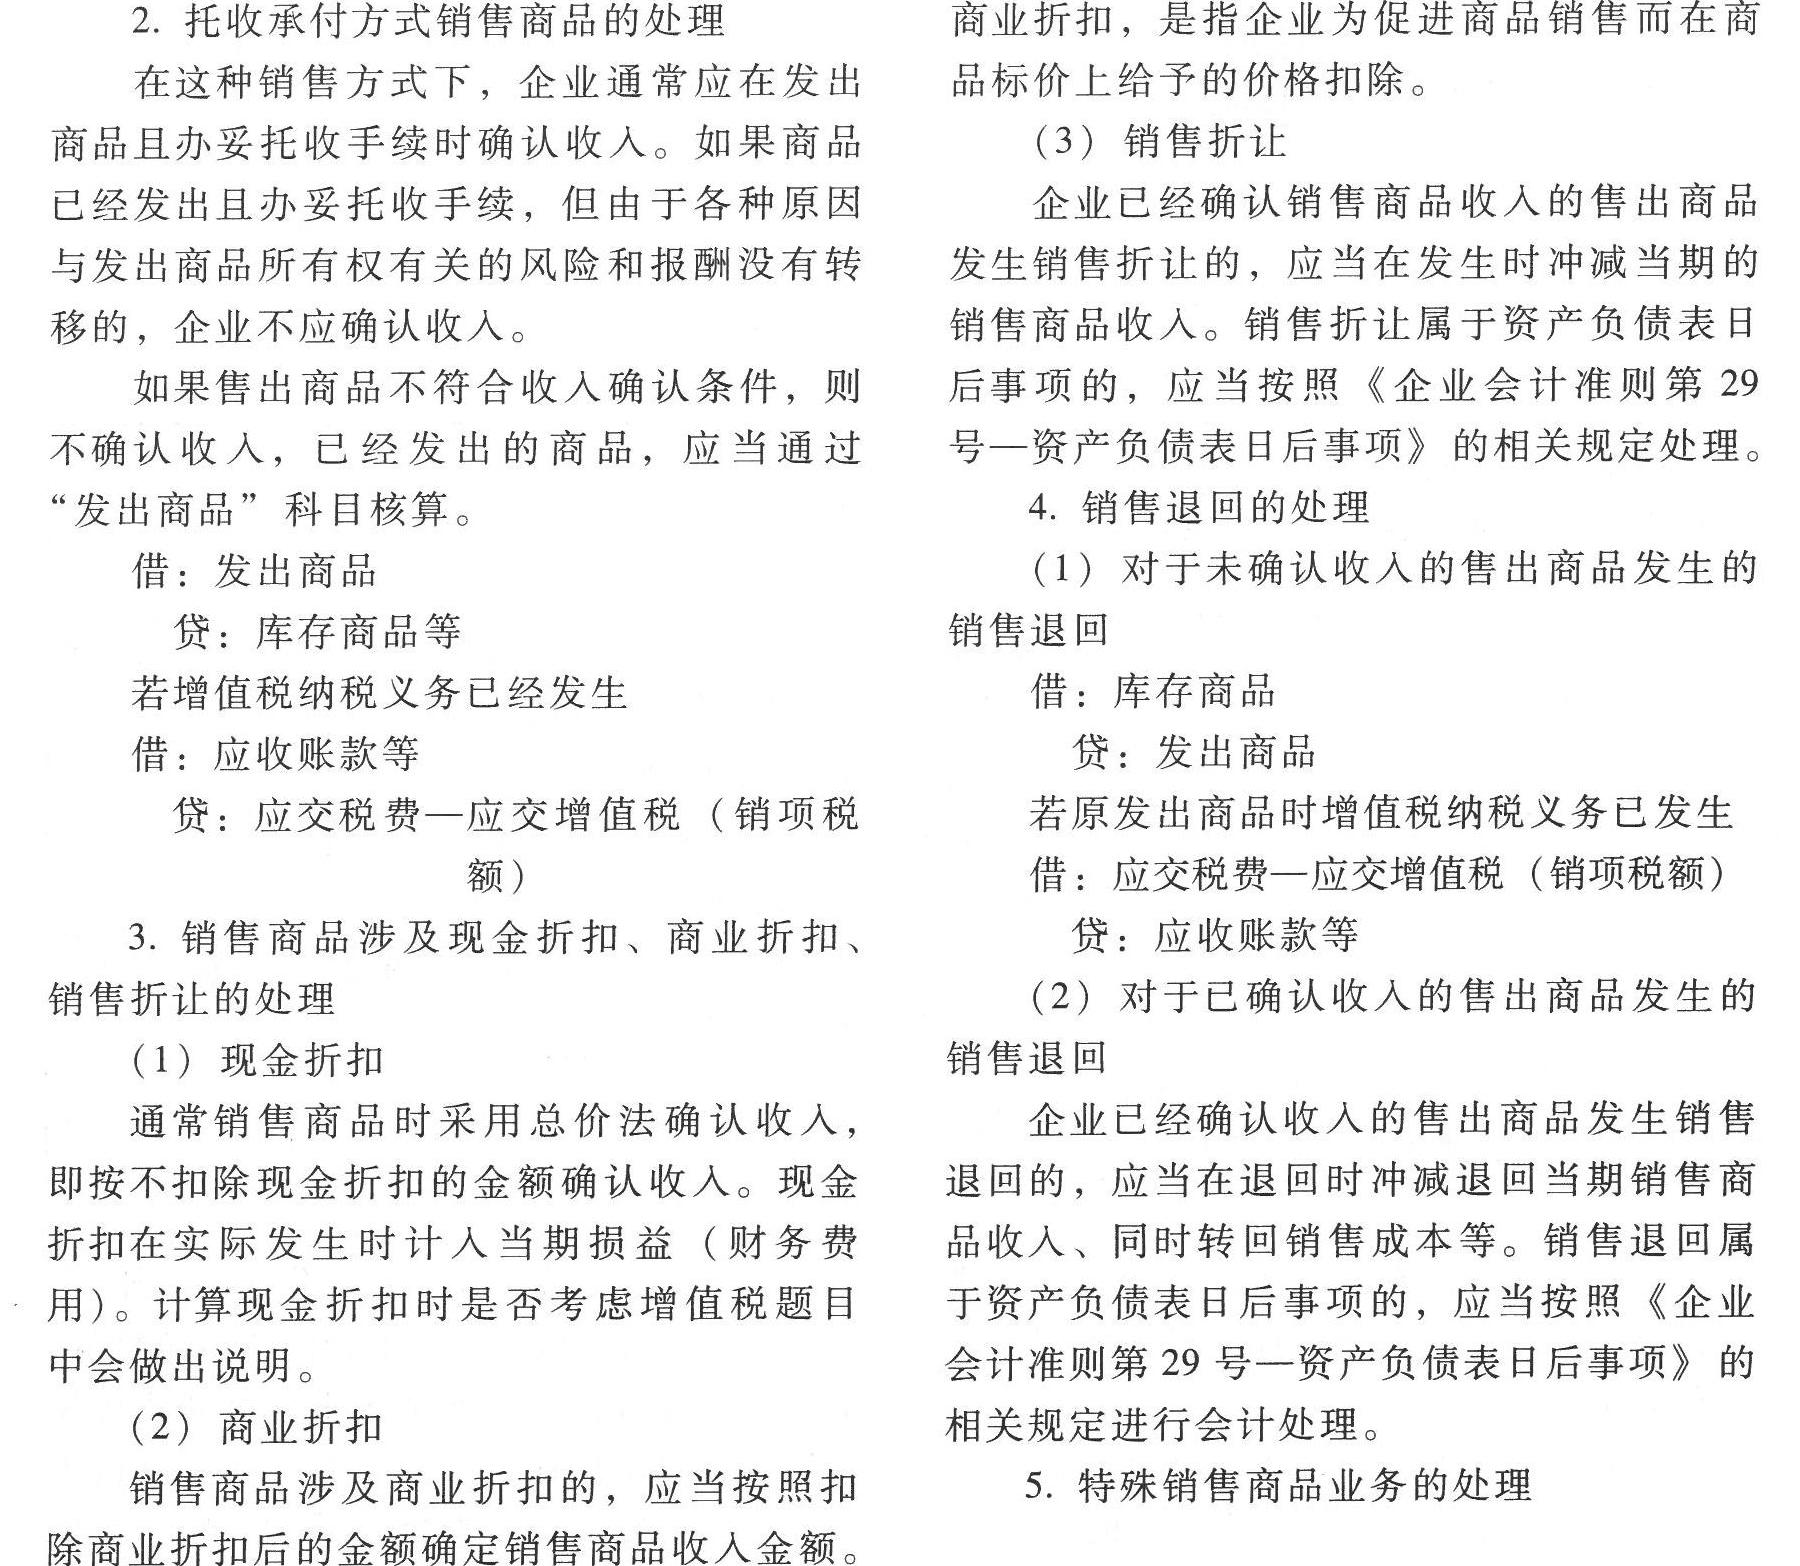 2. 托收承付方式销售商品的处理
在这种销售方式下，企业通常应在发出
商品且办妥托收手续时确认收入。如果商品
已经发出且办妥托收手续，但由于各种原因
与发出商品所有权有关的风险和报酬没有转
移的，企业不应确认收入。
如果售出商品不符合收入确认条件，则
不确认收入，已经发出的商品，应当通过
“发出商品”科目核算。
借：发出商品
贷：库存商品等
若增值税纳税义务已经发生
借：应收账款等
贷：应交税费—应交增值税（销项税
额）
3. 销售商品涉及现金折扣、商业折扣、
销售折让的处理
（1）现金折扣
通常销售商品时采用总价法确认收入，
即按不扣除现金折扣的金额确认收入。现金
折扣在实际发生时计入当期损益（财务费
用）。计算现金折扣时是否考虑增值税题目
中会做出说明。
（2）商业折扣
销售商品涉及商业折扣的，应当按照扣
除商业折扣后的金额确定销售商品收入金额。
商业折扣，是指企业为促进商品销售而在商
品标价上给予的价格扣除。
（3）销售折让
企业已经确认销售商品收入的售出商品
发生销售折让的，应当在发生时冲减当期的
销售商品收入。销售折让属于资产负债表日
后事项的，应当按照《企业会计准则第 29
号—资产负债表日后事项》的相关规定处理。
4. 销售退回的处理
（1）对于未确认收入的售出商品发生的
销售退回
借：库存商品
贷：发出商品
若原发出商品时增值税纳税义务已发生
借：应交税费—应交增值税（销项税额）
贷：应收账款等
（2）对于已确认收入的售出商品发生的
销售退回
企业已经确认收入的售出商品发生销售
退回的，应当在退回时冲减退回当期销售商
品收入、同时转回销售成本等。销售退回属
于资产负债表日后事项的，应当按照《企业
会计准则第 29 号—资产负债表日后事项》的
相关规定进行会计处理。
5. 特殊销售商品业务的处理